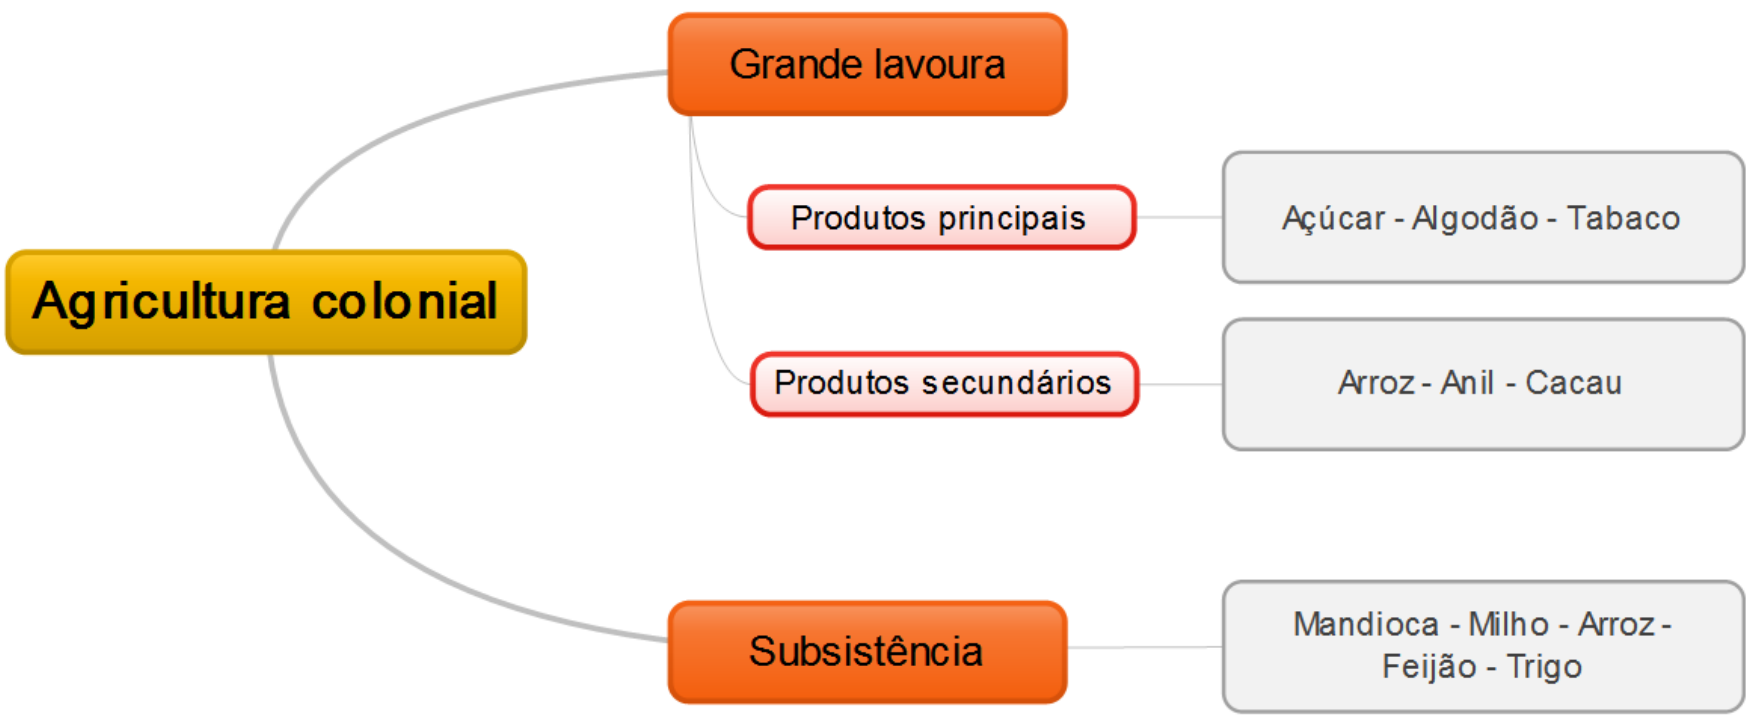 Grande lavoura
Produtos principais
Açúcar - Algodão - Tabaco
Agricultura colonial
Produtos secundários
Arroz - Anil - Cacau
Subsistência
Mandioca - Milho - Arroz -
Feijão - Trigo